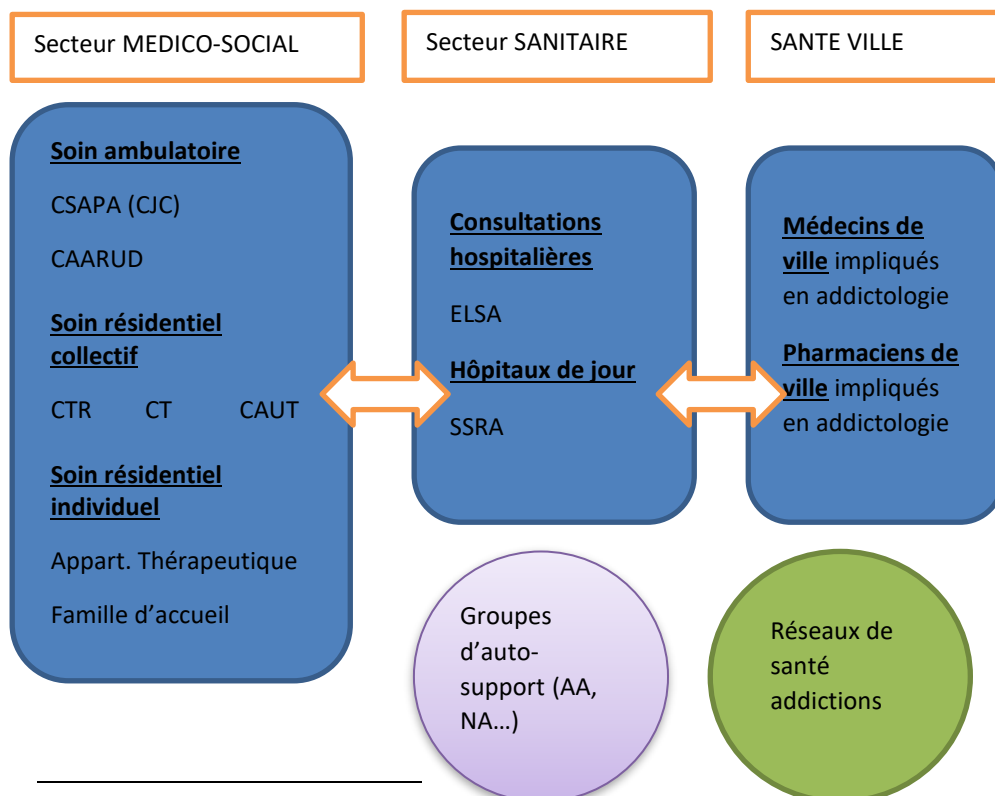 Secteur MEDICO-SOCIAL
Secteur SANITAIRE
SANTE VILLE
Soin ambulatoire
CSAPA (CJC)
CAARUD
Soin résidentiel
collectif
CTR CT CAUT
Soin résidentiel
individuel
Appart. Thérapeutique
Famille d’accueil
Consultations
hospitalières
ELSA
Hôpitaux de jour
SSRA
Médecins de
ville impliqués
en addictologie
Pharmaciens de
ville impliqués
en addictologie
Groupes
d’auto-
support (AA,
NA…)
Réseaux de
santé
addictions